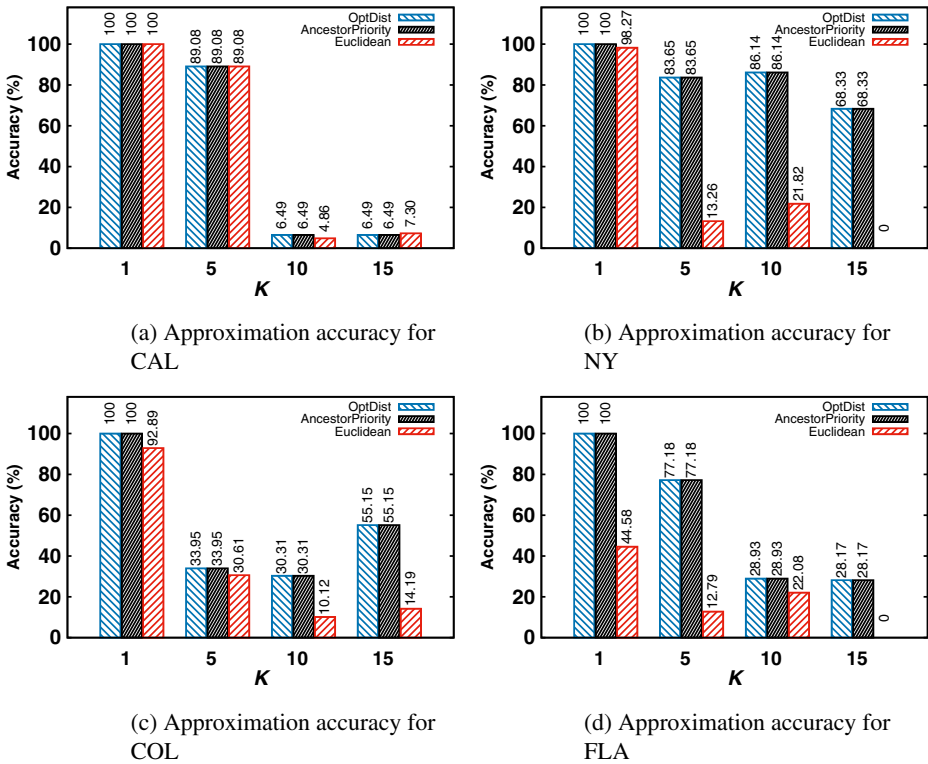 100
100
100
89.08
89.08
89.08
6.49
6.49
4.86
6.49
6.49
7.30
OptDist
AncestorPriority
Euclidean
100
80
60
40
20
0
Accuracy (%)
1 5 10 15
K
(a) Approximation accuracy for
CAL
100
100
98.27
83.65
83.65
13.26
86.14
86.14
21.82
68.33
68.33
0
OptDist
AncestorPriority
Euclidean
100
80
60
40
20
0
Accuracy (%)
1 5 10 15
K
(b) Approximation accuracy for
NY
100
100
92.89
33.95
33.95
30.61
30.31
30.31
10.12
55.15
55.15
14.19
OptDist
AncestorPriority
Euclidean
100
80
60
40
20
0
Accuracy (%)
1 5 10 15
K
(c) Approximation accuracy for
COL
100
100
44.58
77.18
77.18
12.79
28.93
28.93
22.08
28.17
28.17
0
OptDist
AncestorPriority
Euclidean
100
80
60
40
20
0
Accuracy (%)
1 5 10 15
K
(d) Approximation accuracy for
FLA